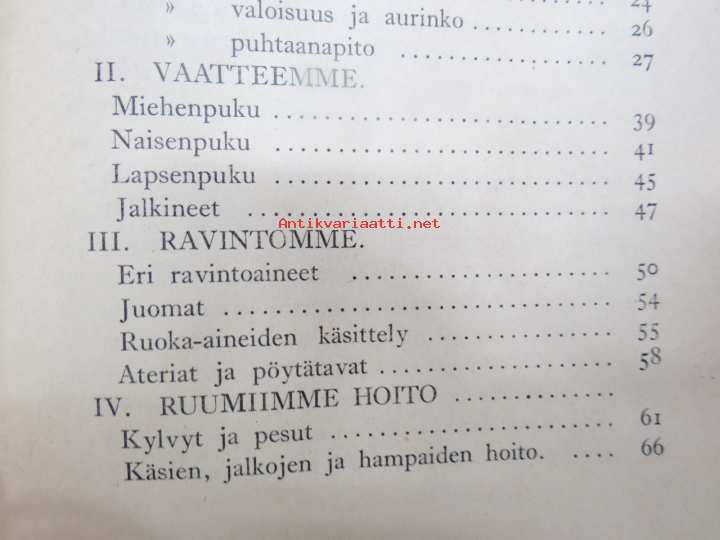 24
» valoisuus ja aurinko ............ 26
» puhtaanapito .................. 27
II. VAATTEEMME.
Miehenpuku ............................ 39
Naisenpuku ............................ 41
Lapsenpuku ............................ 45
Jalkineet .............................. 47
Antikvariaatti.net
III. RAVINTOMME.
Eri ravintoaineet ...................... 50
Juomat ................................ 54
Ruoka-aineiden käsittely ................ 55
Ateriat ja pöytätavat .................... 58
IV. RUUMIIMME HOITO ..............
Kylvyt ja pesut ........................ 61
Käsien, jalkojen ja hampaiden hoito. .... 66